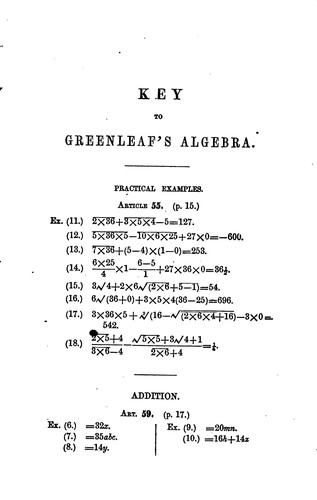 KEY
TO
GREENLEAF'S ALGEBRA.
PRACTICAL EXAMPLES.
ARTICLE 55. (p. 15.)
Ex. (11.) 2×36+3×5×4−5=127.
(12.) 5×36×5−10×6×25+27×0=−600.
(13.) 7×36+(5−4)×(1−0)=253.
(14.) 6×25/4×1−6−5/1+27×36×0=36½.
(15.) 3√4+2×6√(2×6+5−1)=54.
(16.) 6√(36+0)+3×5×4(36−25)=696.
(17.) 3×36×5+√(16−√(2×6×4+16)−3×0=
542.
(18.) 2×5+4/3×6−4−√5×5+3√4+1/2×6+4=¼.
ADDITION.
ART. 59. (p. 17.)
Ex. (6.) =32x. Ex. (9.) =20mn.
(7.) =35abc. (10.) =16h+14x
(8.) =14y.